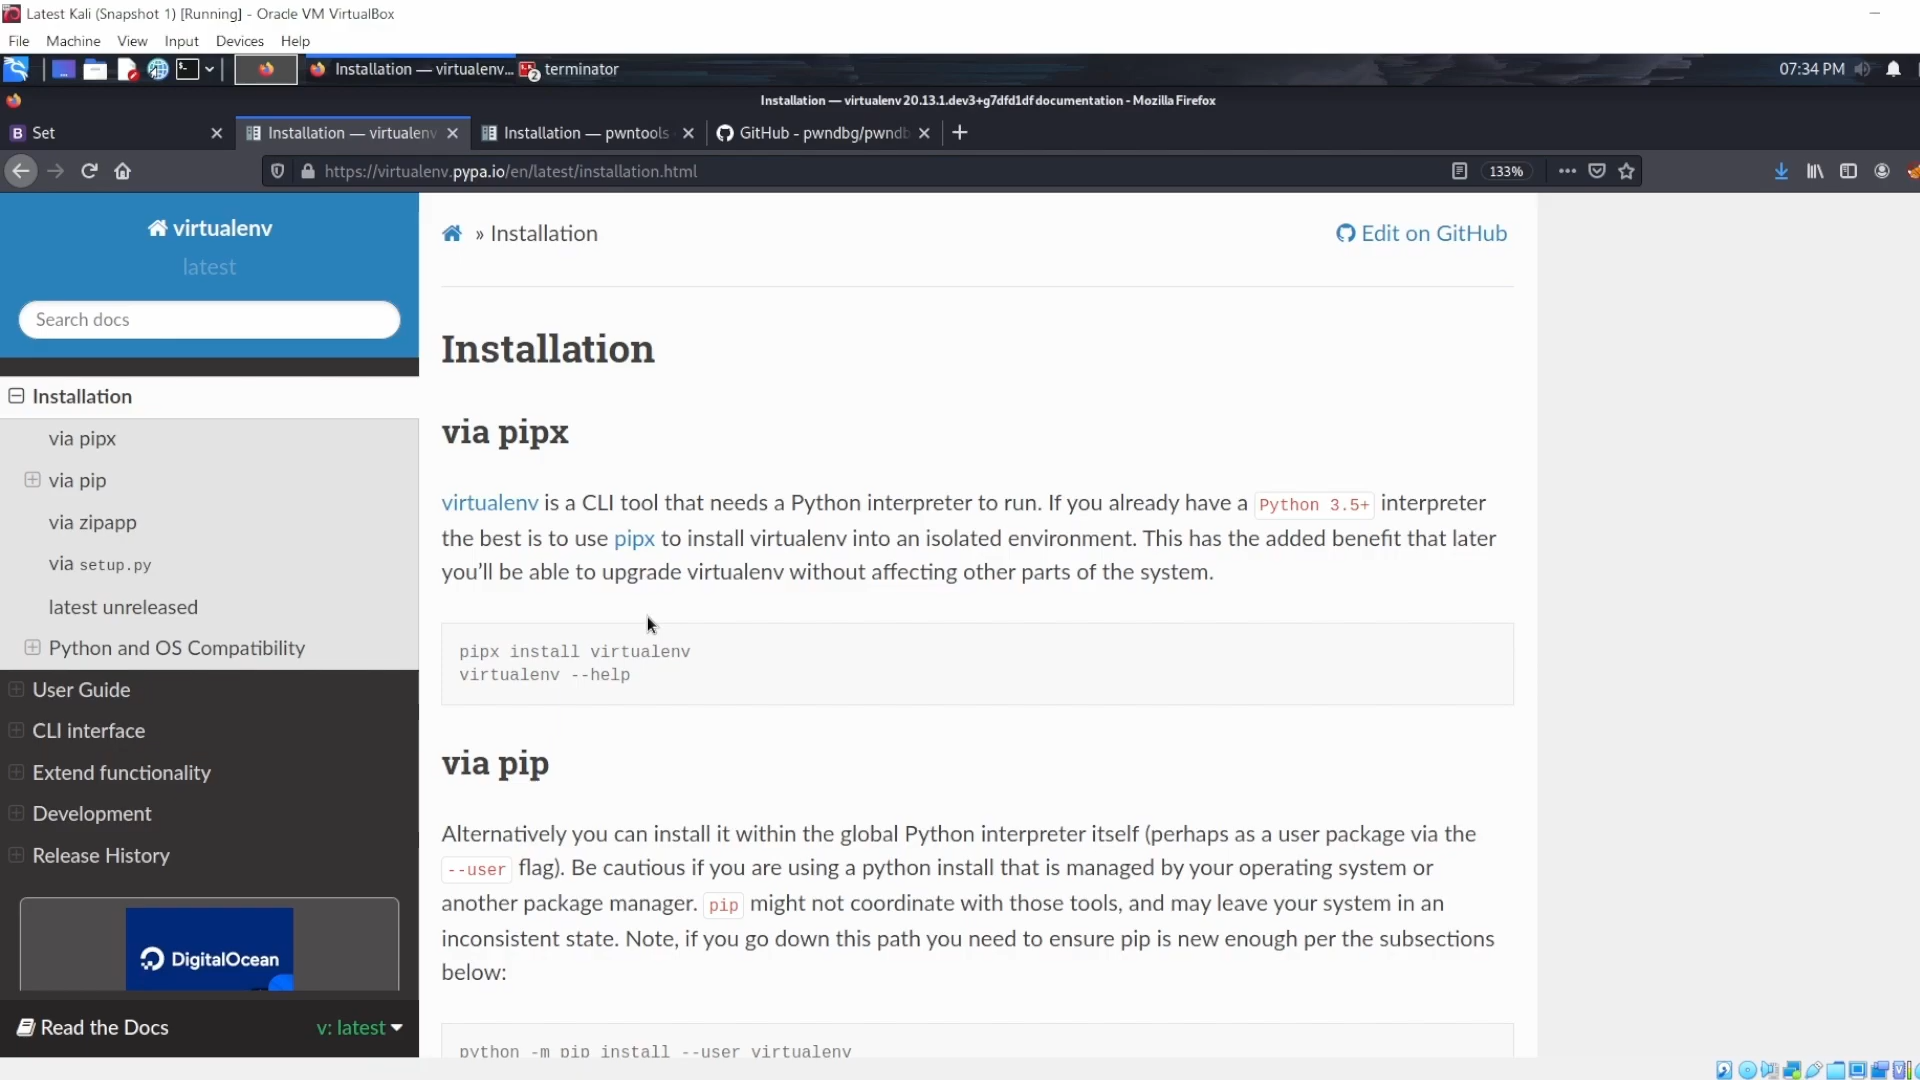 Latest Kali (Snapshot 1) [Running] - Oracle VM VirtualBox
File Machine View Input Devices Help
Installation — virtualenv... 2 terminator 07:34 PM
Installation — virtualenv 20.13.1.dev3+g7dfd1df documentation - Mozilla Firefox
B Set Installation — virtualenv Installation — pwntools GitHub - pwndbg/pwndb
https://virtualenv.pypa.io/en/latest/installation.html 133%
virtualenv
latest
Search docs
Installation
via pipx
via pip
via zipapp
via setup.py
latest unreleased
Python and OS Compatibility
User Guide
CLI interface
Extend functionality
Development
Release History
DigitalOcean
Read the Docs v: latest
» Installation Edit on GitHub
Installation
via pipx
virtualenv is a CLI tool that needs a Python interpreter to run. If you already have a Python 3.5+ interpreter
the best is to use pipx to install virtualenv into an isolated environment. This has the added benefit that later
you’ll be able to upgrade virtualenv without affecting other parts of the system.
pipx install virtualenv
virtualenv --help
via pip
Alternatively you can install it within the global Python interpreter itself (perhaps as a user package via the
--user flag). Be cautious if you are using a python install that is managed by your operating system or
another package manager. pip might not coordinate with those tools, and may leave your system in an
inconsistent state. Note, if you go down this path you need to ensure pip is new enough per the subsections
below:
python -m pip install --user virtualenv